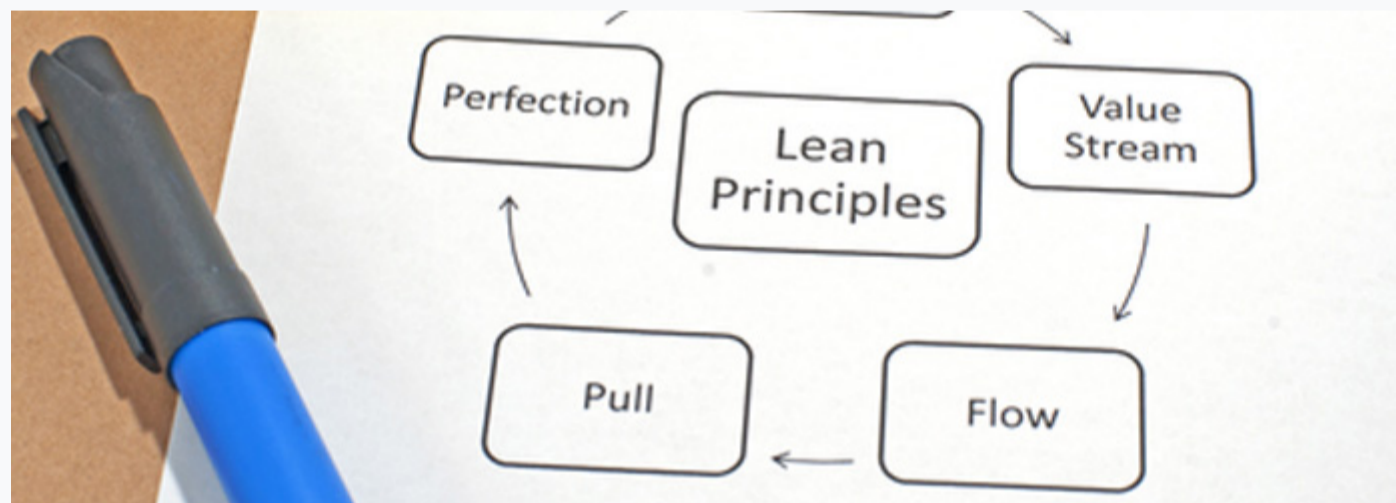 Perfection
Lean
Principles
Value
Stream
Pull
Flow